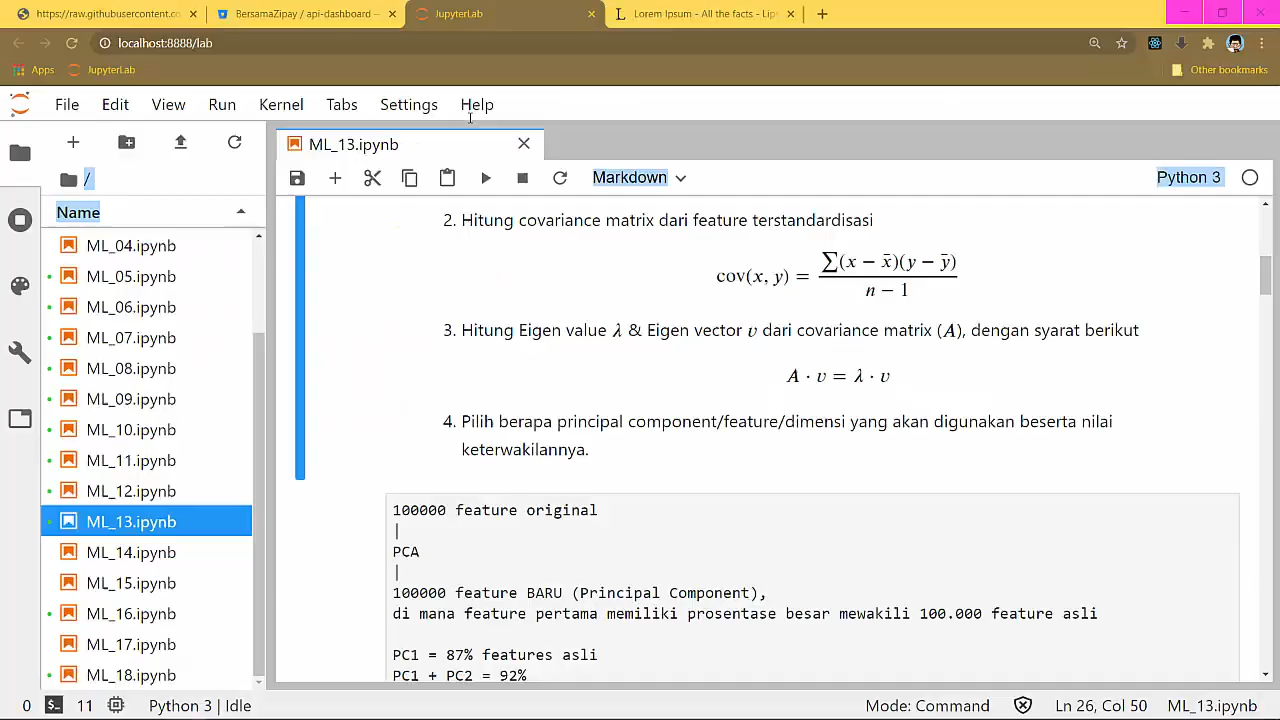 https://raw.githubusercontent.co
BersamaZipay / api-dashboard —
JupyterLab
Lorem Ipsum - All the facts - Lip
localhost:8888/lab
Apps
JupyterLab
Other bookmarks
File Edit View Run Kernel Tabs Settings Help
ML_13.ipynb
/
Markdown
Python 3
Name
ML_04.ipynb
ML_05.ipynb
ML_06.ipynb
ML_07.ipynb
ML_08.ipynb
ML_09.ipynb
ML_10.ipynb
ML_11.ipynb
ML_12.ipynb
ML_13.ipynb
ML_14.ipynb
ML_15.ipynb
ML_16.ipynb
ML_17.ipynb
ML_18.ipynb
2. Hitung covariance matrix dari feature terstandardisasi
cov(x, y) = ∑(x − x̄)(y − ȳ) / n − 1
3. Hitung Eigen value λ & Eigen vector v dari covariance matrix (A), dengan syarat berikut
A · v = λ · v
4. Pilih berapa principal component/feature/dimensi yang akan digunakan beserta nilai
keterwakilannya.
100000 feature original
|
PCA
|
100000 feature BARU (Principal Component),
di mana feature pertama memiliki prosentase besar mewakili 100.000 feature asli
PC1 = 87% features asli
PC1 + PC2 = 92%
0 11 Python 3 | Idle
Mode: Command
Ln 26, Col 50 ML_13.ipynb